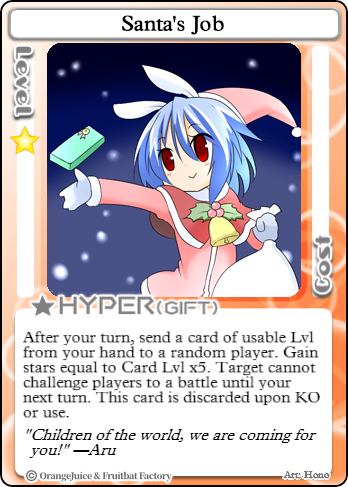 Santa's Job
Level
Cost
HYPER(GIFT)
After your turn, send a card of usable Lvl
from your hand to a random player. Gain
stars equal to Card Lvl x5. Target cannot
challenge players to a battle until your
next turn. This card is discarded upon KO
or use.
"Children of the world, we are coming for
you!" —Aru
© OrangeJuice & Fruitbat Factory
Art: Hono